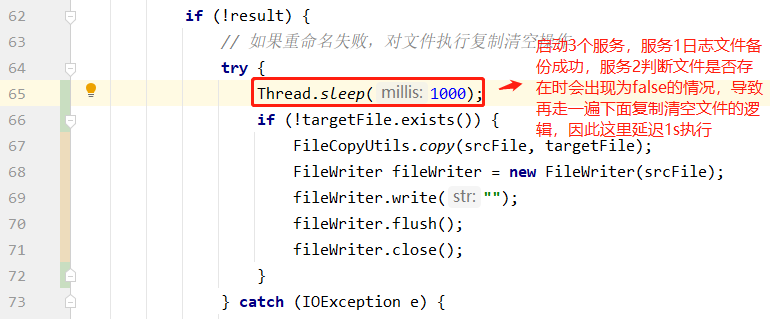 62 if (!result) {
63 // 如果重命名失败，对文件执行复制清空操作
64 try {
65 Thread.sleep( millis: 1000);
66 if (!targetFile.exists()) {
67 FileCopyUtils.copy(srcFile, targetFile);
68 FileWriter fileWriter = new FileWriter(srcFile);
69 fileWriter.write( str: "");
70 fileWriter.flush();
71 fileWriter.close();
72 }
73 } catch (IOException e) {
启动3个服务，服务1日志文件备
份成功，服务2判断文件是否存
在时会出现为false的情况，导致
再走一遍下面复制清空文件的逻
辑，因此这里延迟1s执行